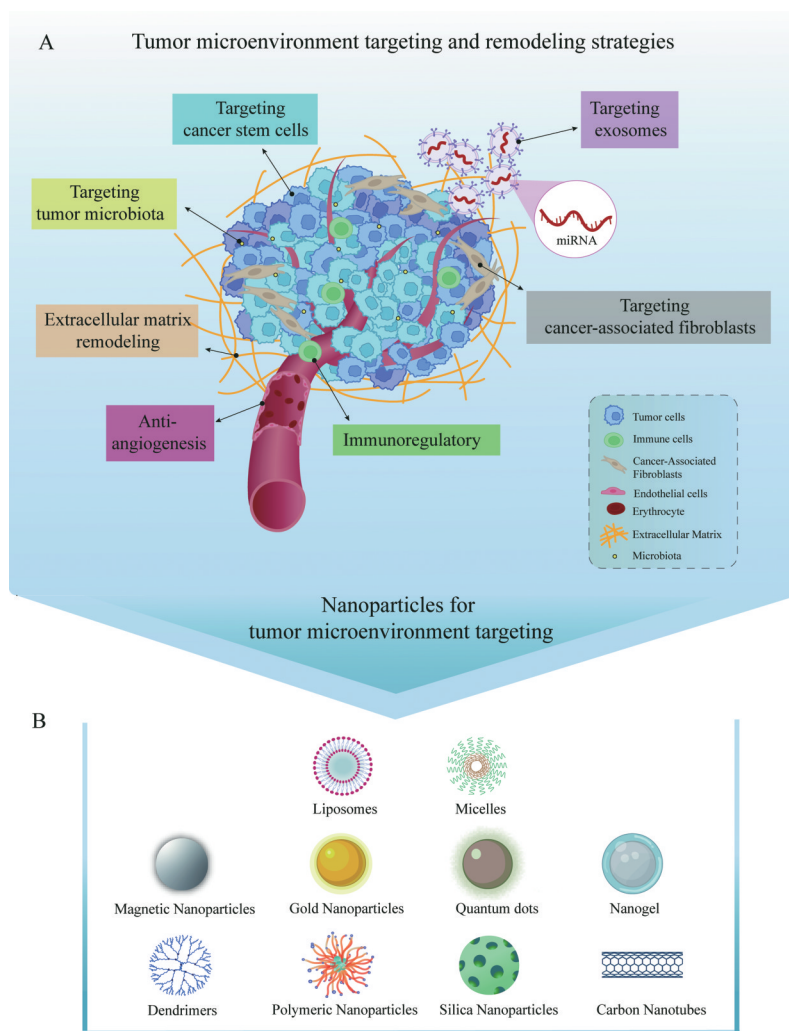 A
Tumor microenvironment targeting and remodeling strategies
Targeting
cancer stem cells
Targeting
exosomes
Targeting
tumor microbiota
miRNA
Extracellular matrix
remodeling
Targeting
cancer-associated fibroblasts
Anti-
angiogenesis
Immunoregulatory
Tumor cells
Immune cells
Cancer-Associated
Fibroblasts
Endothelial cells
Erythrocyte
Extracellular Matrix
Microbiota
Nanoparticles for
tumor microenvironment targeting
B
Liposomes
Micelles
Magnetic Nanoparticles
Gold Nanoparticles
Quantum dots
Nanogel
Dendrimers
Polymeric Nanoparticles
Silica Nanoparticles
Carbon Nanotubes